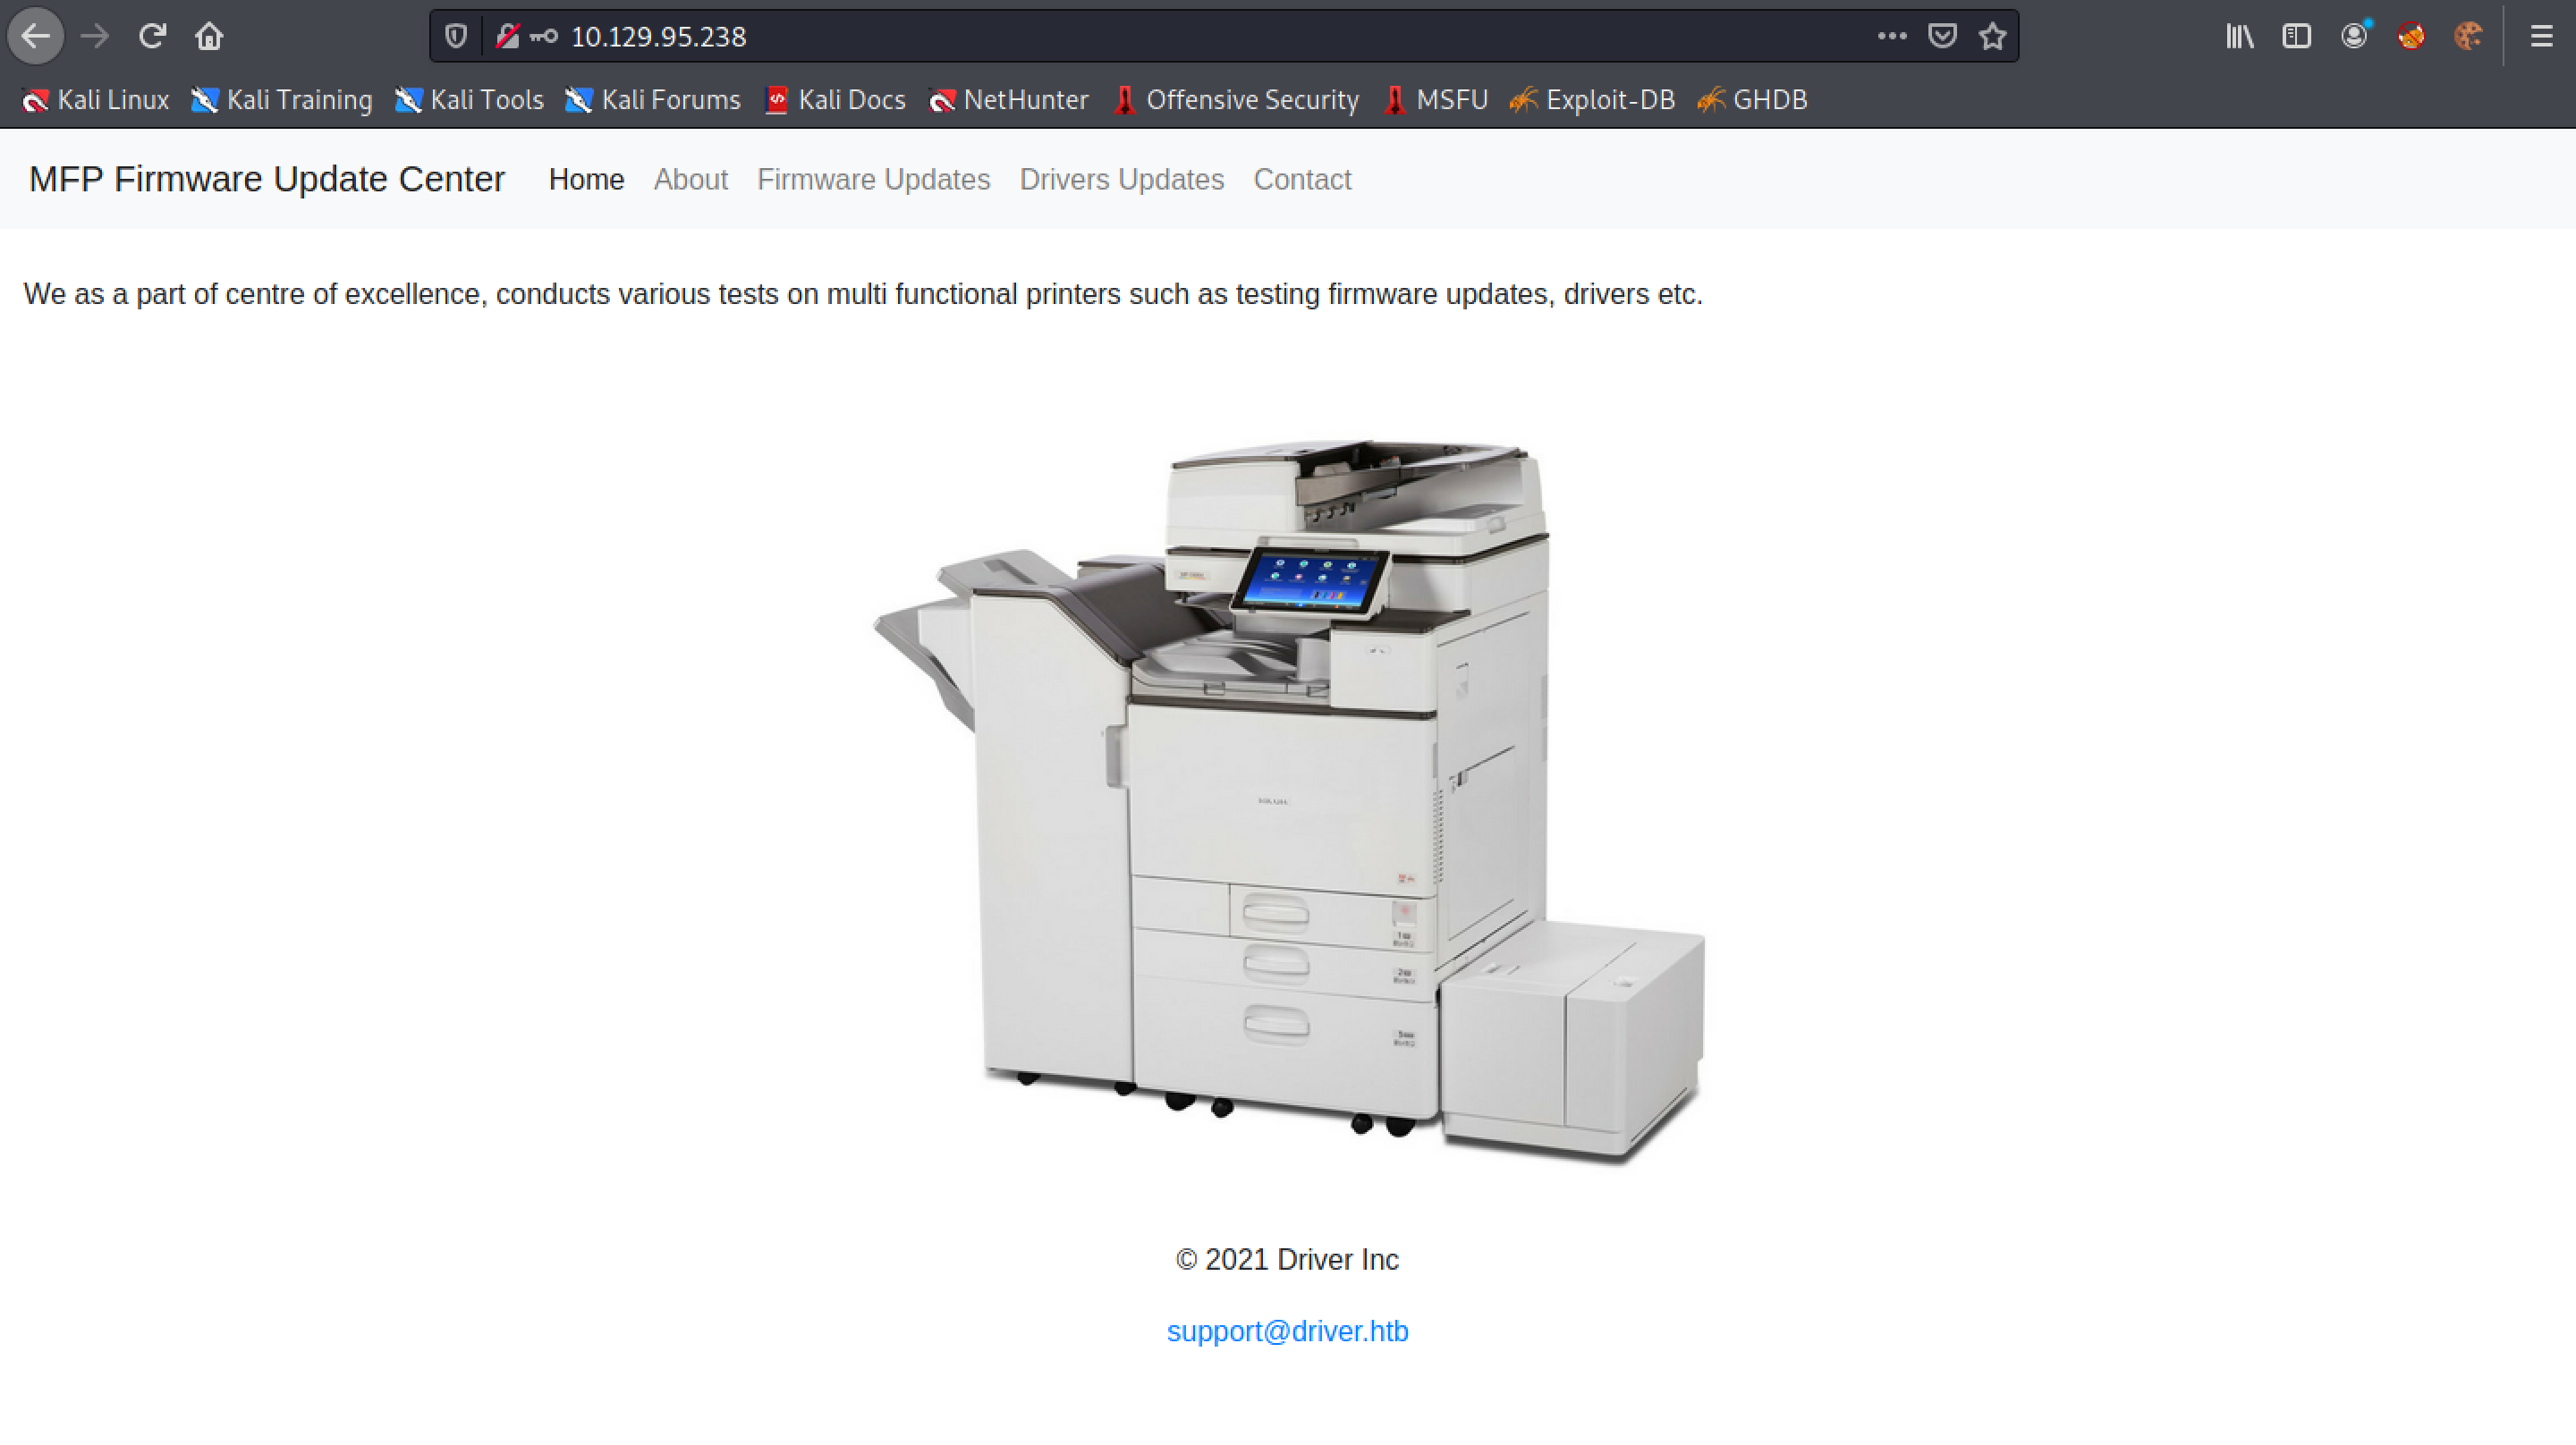 10.129.95.238
Kali Linux Kali Training Kali Tools Kali Forums Kali Docs NetHunter Offensive Security MSFU Exploit-DB GHDB
MFP Firmware Update Center Home About Firmware Updates Drivers Updates Contact
We as a part of centre of excellence, conducts various tests on multi functional printers such as testing firmware updates, drivers etc.
© 2021 Driver Inc
support@driver.htb